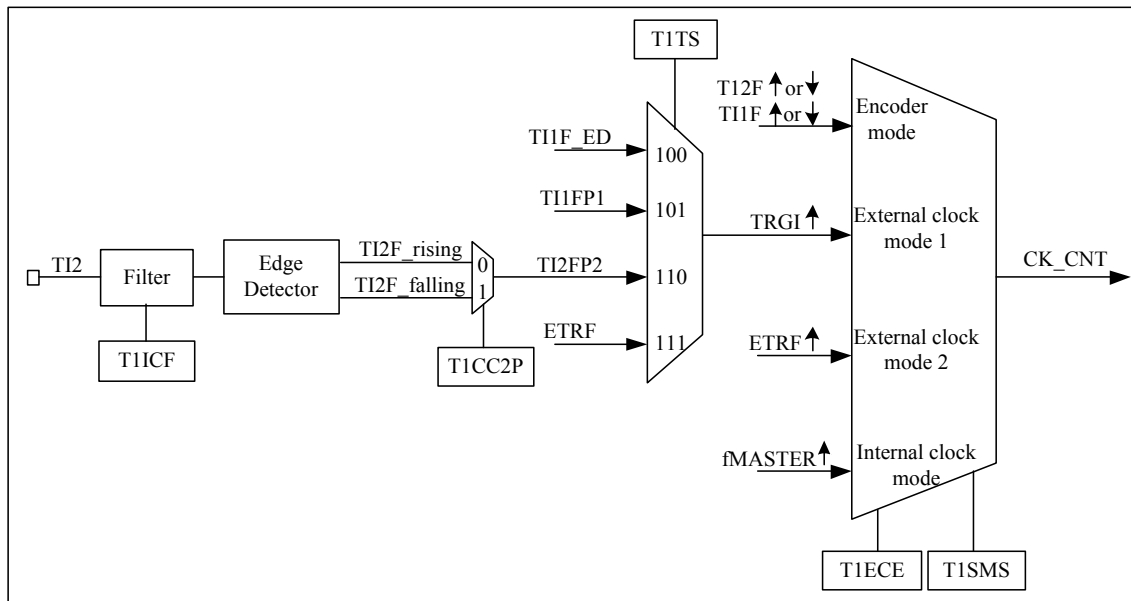 T1TS
T12F↑or↓
TI1F↑or↓
Encoder
mode
TI1F_ED
100
TI1FP1
101
TRGI↑
External clock
mode 1
TI2
Filter
Edge
Detector
TI2F_rising
TI2F_falling
0
1
TI2FP2
110
CK_CNT
ETRF
111
ETRF↑
External clock
mode 2
T1ICF
T1CC2P
fMASTER↑
Internal clock
mode
T1ECE
T1SMS